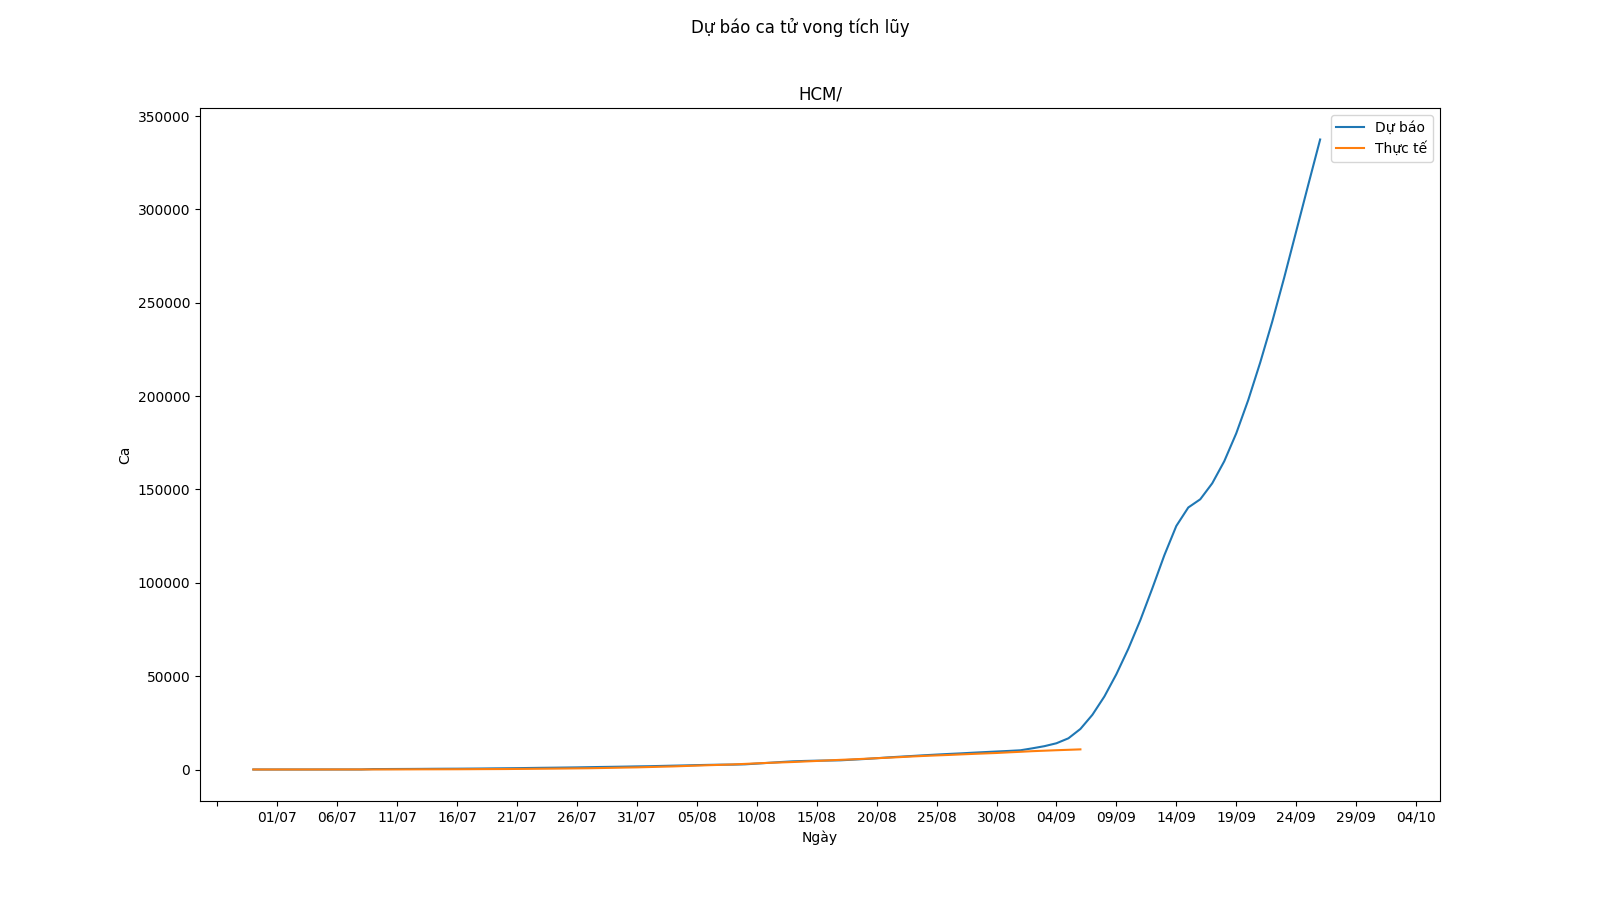 Dự báo ca tử vong tích lũy
HCM/
350000
300000
250000
200000
150000
100000
50000
0
Ca
Dự báo
Thực tế
01/07 06/07 11/07 16/07 21/07 26/07 31/07 05/08 10/08 15/08 20/08 25/08 30/08 04/09 09/09 14/09 19/09 24/09 29/09 04/10
Ngày